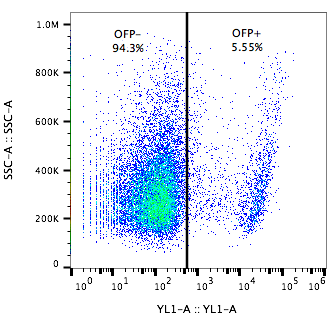 1.0M
OFP−
94.3%
OFP+
5.55%
800K
600K
400K
200K
0
SSC-A :: SSC-A
10^0 10^1 10^2 10^3 10^4 10^5 10^6
YL1-A :: YL1-A